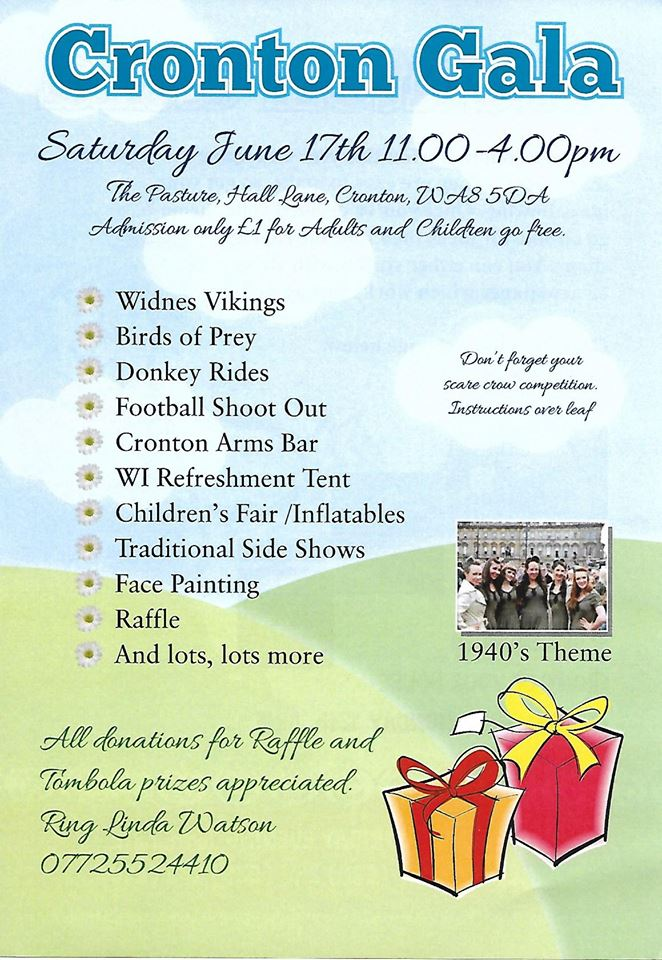 Cronton Gala
Saturday June 17th 11.00-4.00pm
The Pasture, Hall Lane, Cronton, WA8 5DA
Admission only £1 for Adults and Children go free.
Widnes Vikings
Birds of Prey
Donkey Rides
Football Shoot Out
Cronton Arms Bar
WI Refreshment Tent
Children's Fair /Inflatables
Traditional Side Shows
Face Painting
Raffle
And lots, lots more
Don't forget your
scare crow competition.
Instructions over leaf
1940's Theme
All donations for Raffle and
Tombola prizes appreciated.
Ring Linda Watson
07725524410